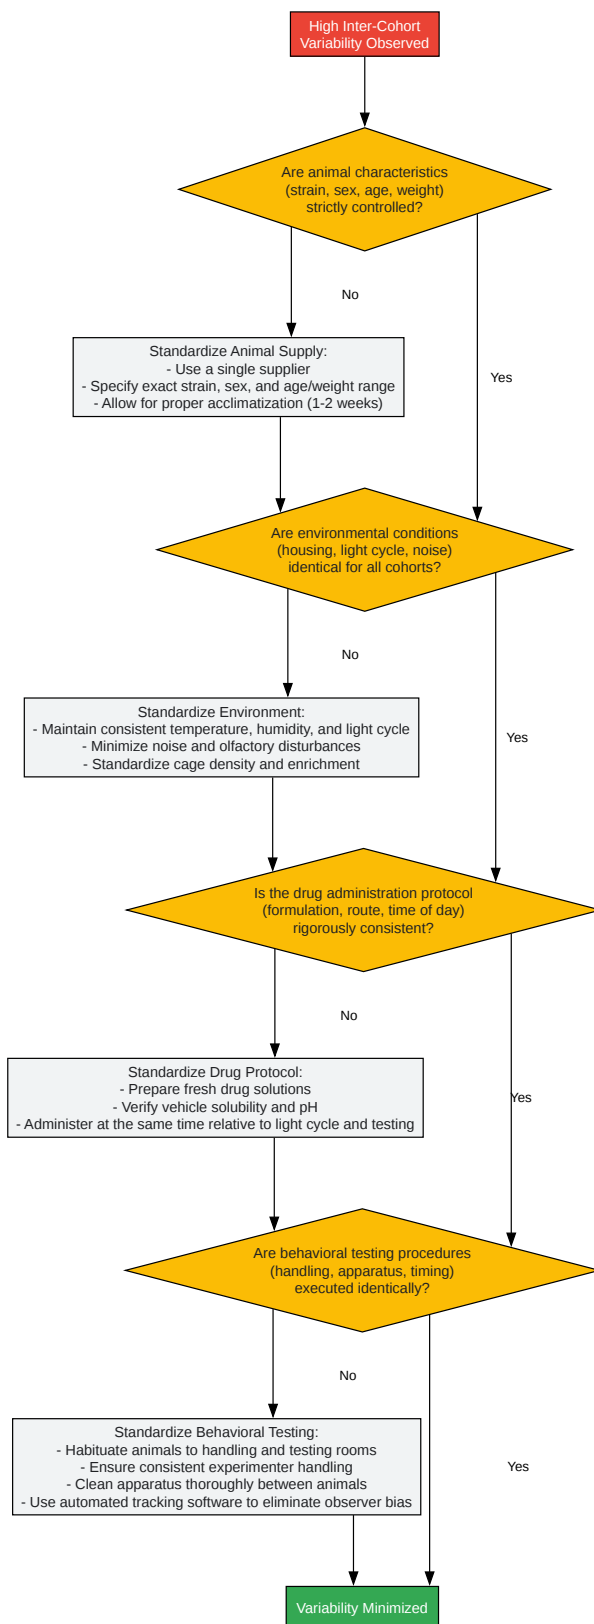 High Inter-Cohort
Variability Observed
Are animal characteristics
(strain, sex, age, weight)
strictly controlled?
No
Yes
Standardize Animal Supply:
- Use a single supplier
- Specify exact strain, sex, and age/weight range
- Allow for proper acclimatization (1-2 weeks)
Are environmental conditions
(housing, light cycle, noise)
identical for all cohorts?
No
Yes
Standardize Environment:
- Maintain consistent temperature, humidity, and light cycle
- Minimize noise and olfactory disturbances
- Standardize cage density and enrichment
Is the drug administration protocol
(formulation, route, time of day)
rigorously consistent?
No
Yes
Standardize Drug Protocol:
- Prepare fresh drug solutions
- Verify vehicle solubility and pH
- Administer at the same time relative to light cycle and testing
Are behavioral testing procedures
(handling, apparatus, timing)
executed identically?
No
Yes
Standardize Behavioral Testing:
- Habituate animals to handling and testing rooms
- Ensure consistent experimenter handling
- Clean apparatus thoroughly between animals
- Use automated tracking software to eliminate observer bias
Variability Minimized